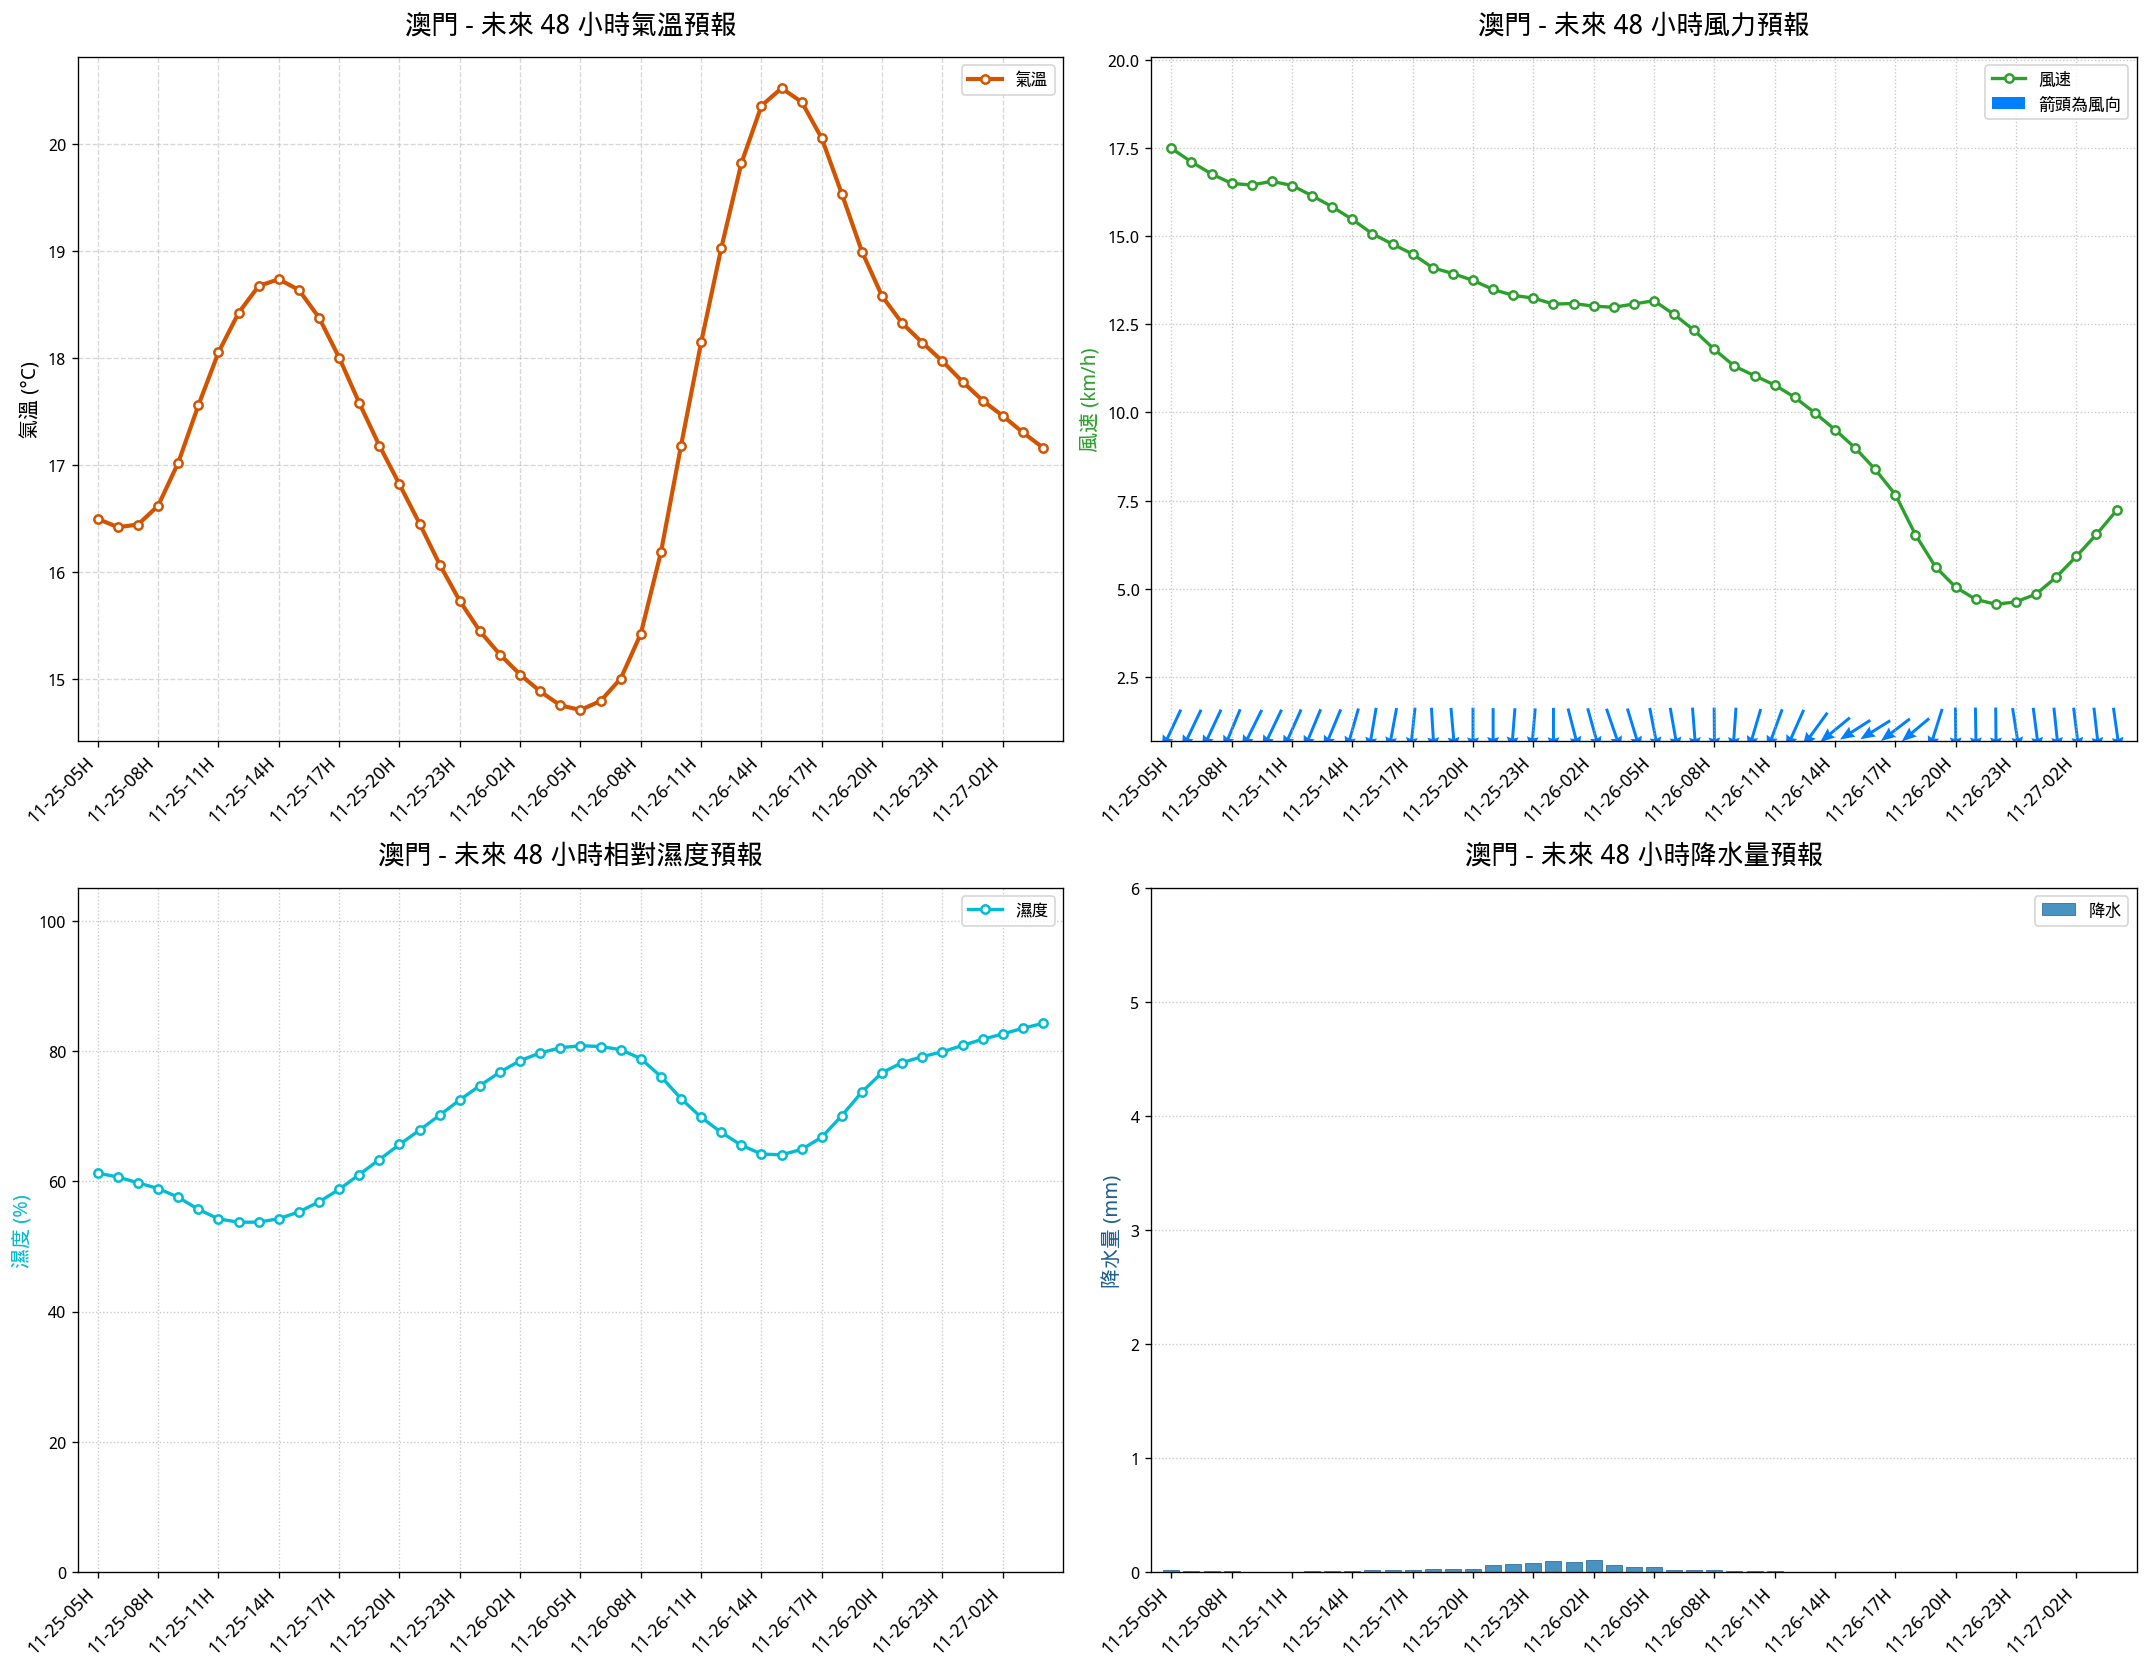 澳門 - 未來 48 小時氣溫預報
氣溫
氣溫 (°C)
20
19
18
17
16
15
11-25-05H
11-25-08H
11-25-11H
11-25-14H
11-25-17H
11-25-20H
11-25-23H
11-26-02H
11-26-05H
11-26-08H
11-26-11H
11-26-14H
11-26-17H
11-26-20H
11-26-23H
11-27-02H
澳門 - 未來 48 小時風力預報
風速
箭頭為風向
風速 (km/h)
20.0
17.5
15.0
12.5
10.0
7.5
5.0
2.5
11-25-05H
11-25-08H
11-25-11H
11-25-14H
11-25-17H
11-25-20H
11-25-23H
11-26-02H
11-26-05H
11-26-08H
11-26-11H
11-26-14H
11-26-17H
11-26-20H
11-26-23H
11-27-02H
澳門 - 未來 48 小時相對濕度預報
濕度
濕度 (%)
100
80
60
40
20
0
11-25-05H
11-25-08H
11-25-11H
11-25-14H
11-25-17H
11-25-20H
11-25-23H
11-26-02H
11-26-05H
11-26-08H
11-26-11H
11-26-14H
11-26-17H
11-26-20H
11-26-23H
11-27-02H
澳門 - 未來 48 小時降水量預報
降水
降水量 (mm)
6
5
4
3
2
1
0
11-25-05H
11-25-08H
11-25-11H
11-25-14H
11-25-17H
11-25-20H
11-25-23H
11-26-02H
11-26-05H
11-26-08H
11-26-11H
11-26-14H
11-26-17H
11-26-20H
11-26-23H
11-27-02H